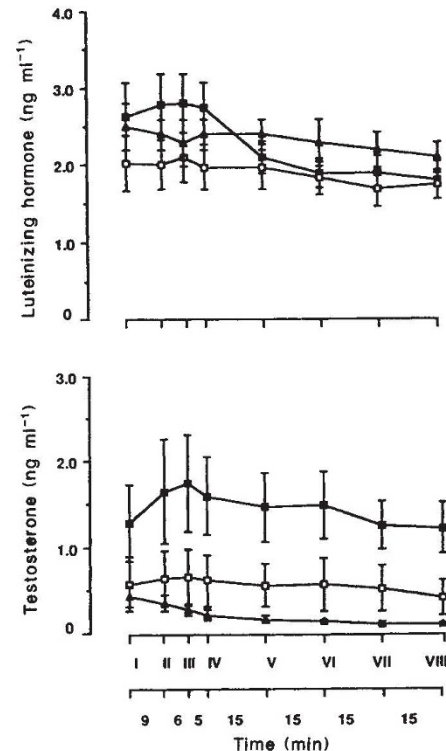 4.0
3.0
2.0
1.0
0
Luteinizing hormone (ng ml⁻¹)
3.0
2.0
1.0
0
Testosterone (ng ml⁻¹)
I II III IV V VI VII VIII
9 6 5 15 15 15 15
Time (min)